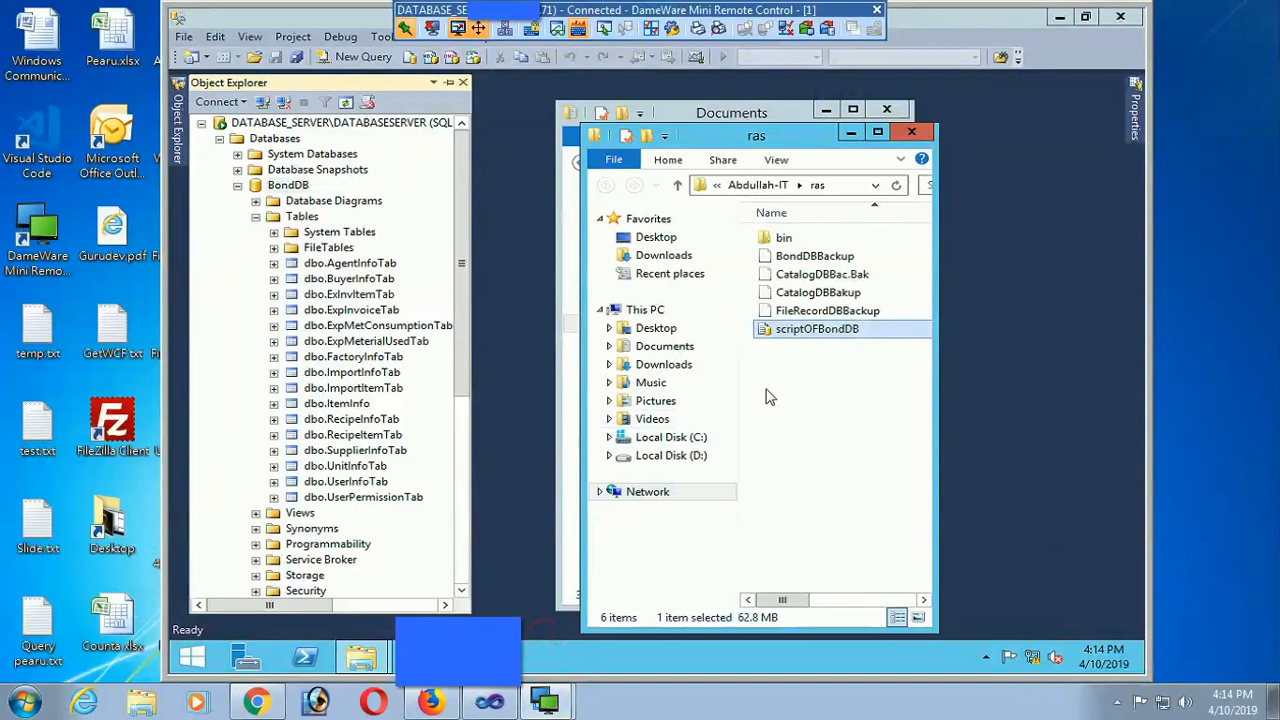 DATABASE_SE 71) - Connected - DameWare Mini Remote Control - [1]
Windows Communic...
Pearu.xlsx
Visual Studio Code
Microsoft Office Outl...
DameWare Mini Remo...
Gurudev.pdf
temp.txt
GetWCF.txt
test.txt
FileZilla Client
Slide.txt
Desktop
Query pearu.txt
Counta.xlsx
File Edit View Project Debug Too
New Query
Object Explorer
Object Explorer
Connect
DATABASE_SERVER\DATABASESERVER (SQL
Databases
System Databases
Database Snapshots
BondDB
Database Diagrams
Tables
System Tables
FileTables
dbo.AgentInfoTab
dbo.BuyerInfoTab
dbo.ExInvItemTab
dbo.ExpInvoiceTab
dbo.ExpMetConsumptionTab
dbo.ExpMeterialUsedTab
dbo.FactoryInfoTab
dbo.ImportInfoTab
dbo.ImportItemTab
dbo.ItemInfo
dbo.RecipeInfoTab
dbo.RecipeItemTab
dbo.SupplierInfoTab
dbo.UnitInfoTab
dbo.UserInfoTab
dbo.UserPermissionTab
Views
Synonyms
Programmability
Service Broker
Storage
Security
Ready
Properties
Documents
ras
File Home Share View
« Abdullah-IT ras
Favorites
Desktop
Downloads
Recent places
This PC
Desktop
Documents
Downloads
Music
Pictures
Videos
Local Disk (C:)
Local Disk (D:)
Network
Name
bin
BondDBBackup
CatalogDBBac.Bak
CatalogDBBakup
FileRecordDBBackup
scriptOFBondDB
6 items 1 item selected 62.8 MB
4:14 PM
4/10/2019
4:14 PM
4/10/2019